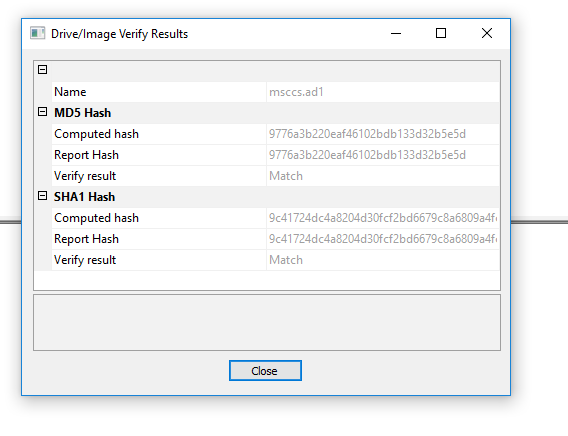 Drive/Image Verify Results
Name msccs.ad1
MD5 Hash
Computed hash 9776a3b220eaf46102bdb133d32b5e5d
Report Hash 9776a3b220eaf46102bdb133d32b5e5d
Verify result Match
SHA1 Hash
Computed hash 9c41724dc4a8204d30fcf2bd6679c8a6809a4f
Report Hash 9c41724dc4a8204d30fcf2bd6679c8a6809a4f
Verify result Match
Close